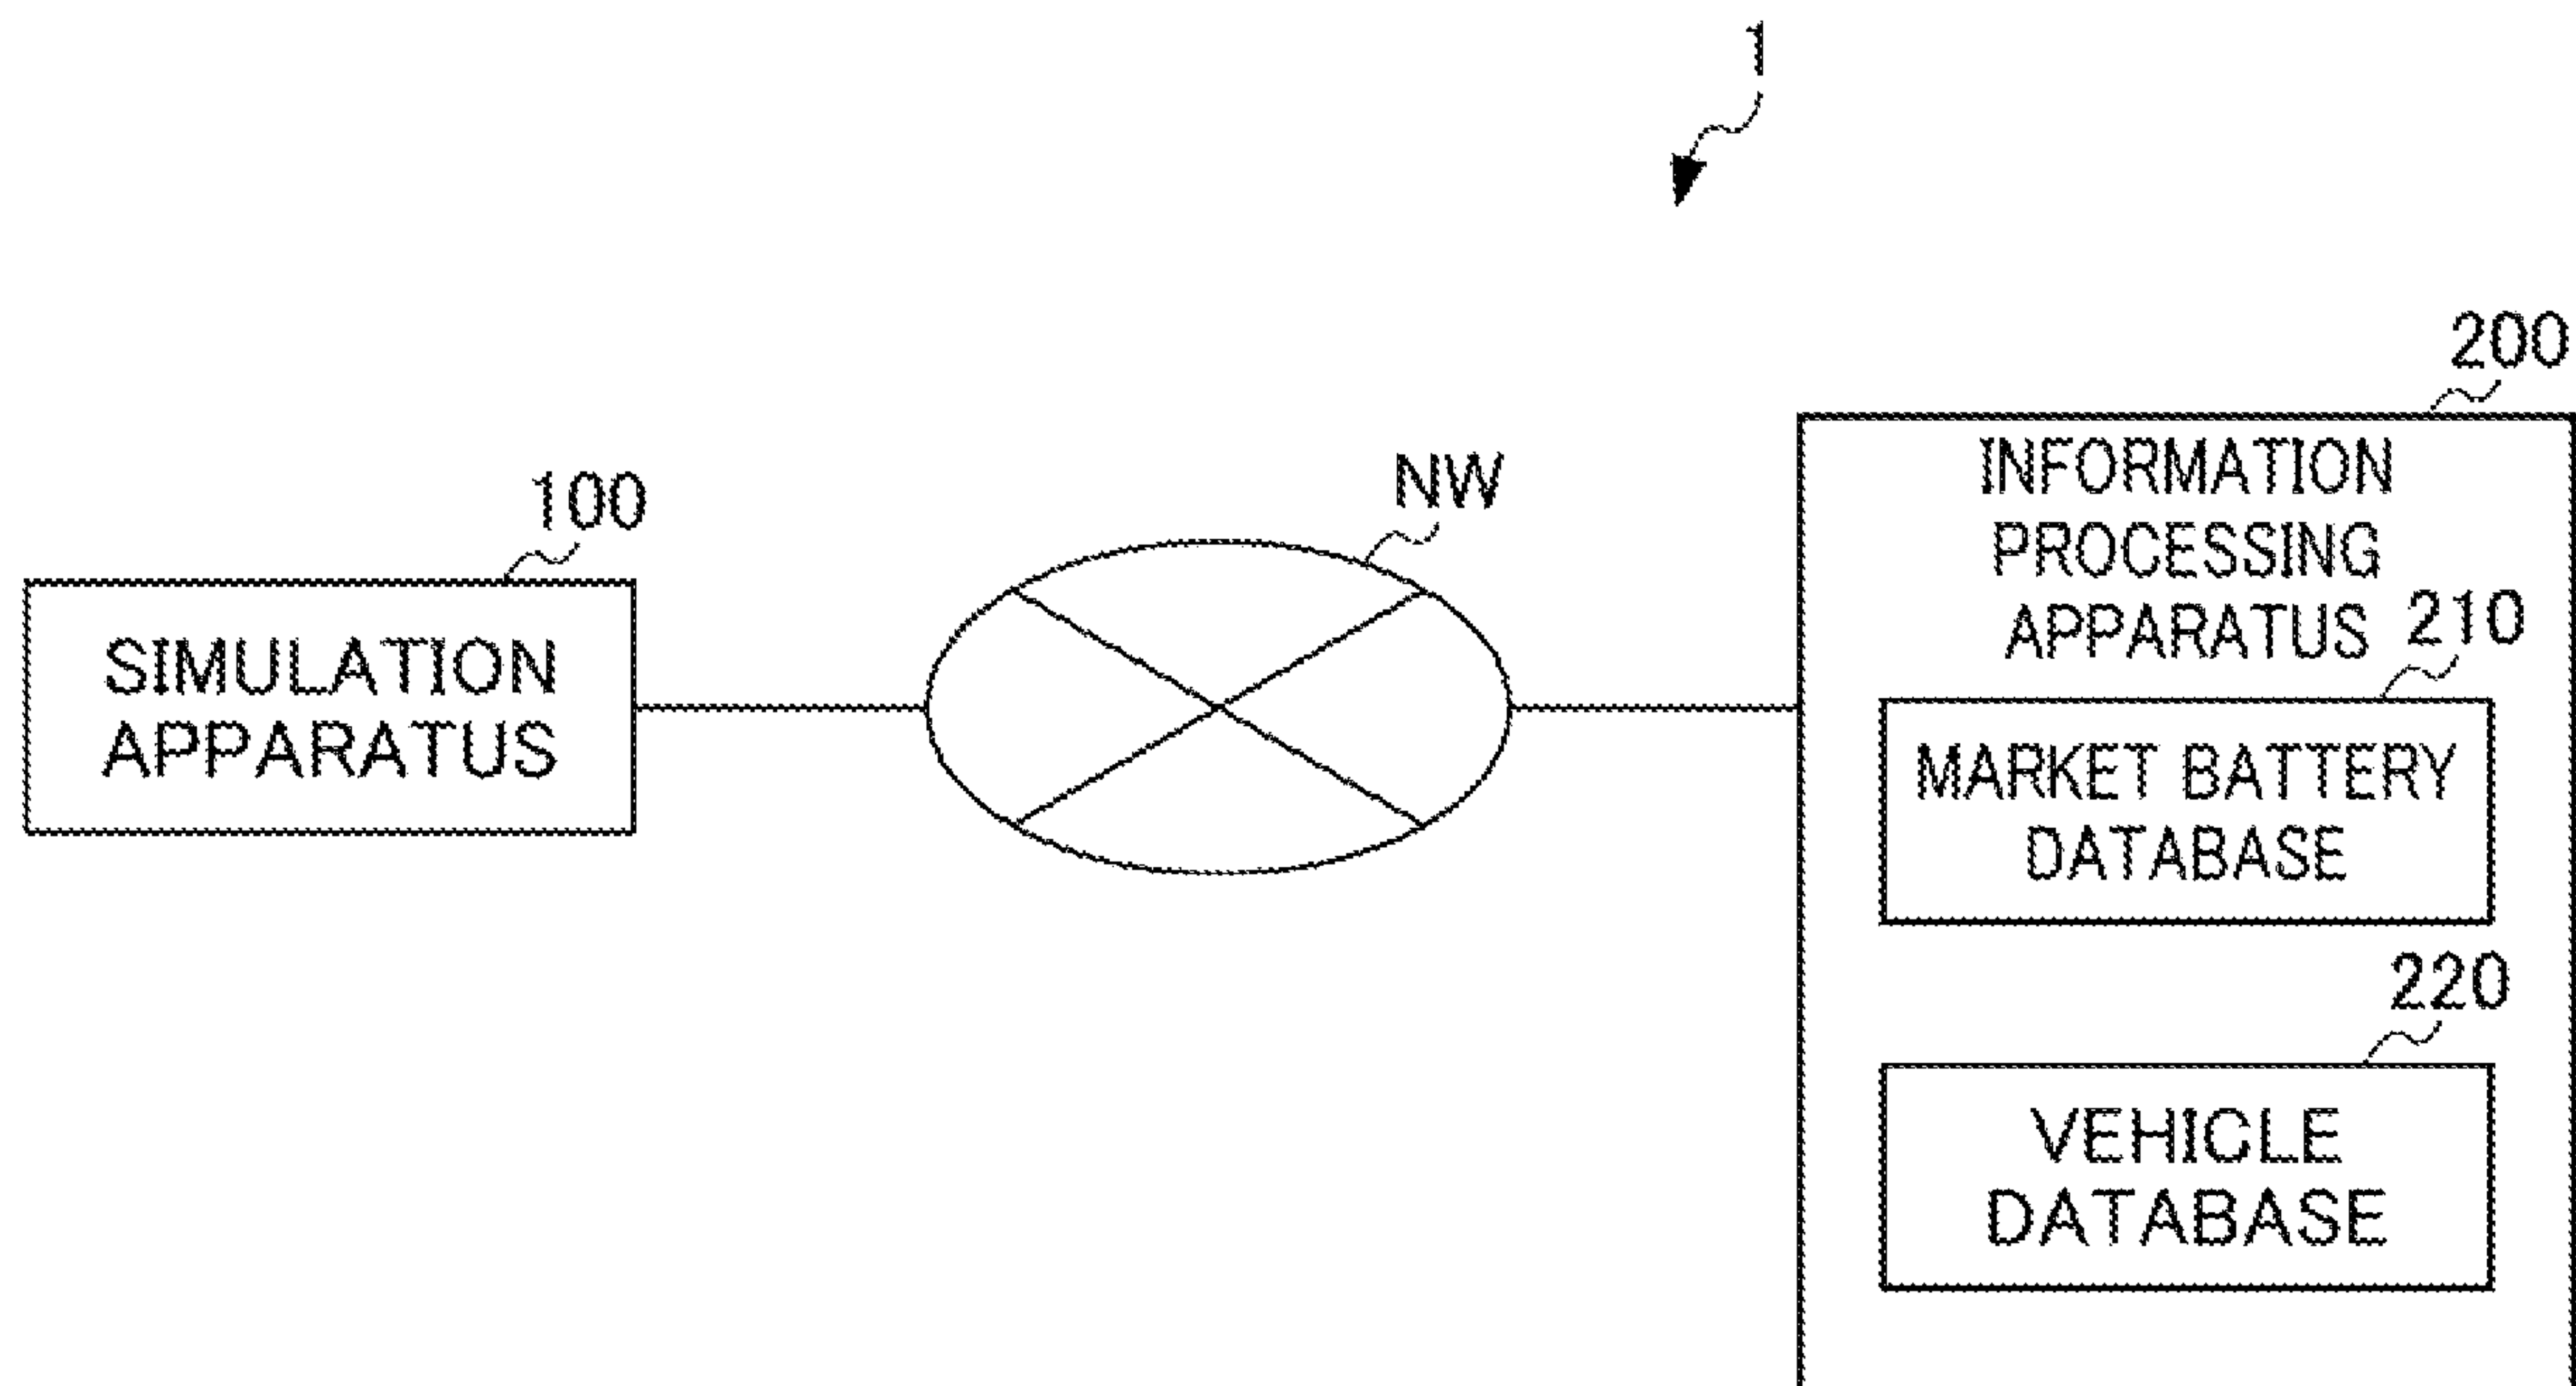 1
200
INFORMATION
PROCESSING
APPARATUS
210
MARKET BATTERY
DATABASE
220
VEHICLE
DATABASE
NW
100
SIMULATION
APPARATUS